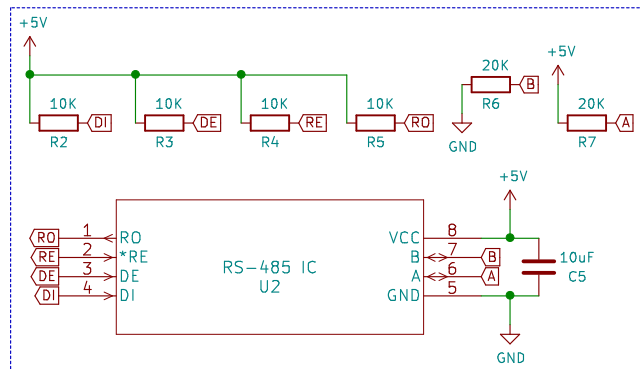 +5V
20K
B
R6
GND
+5V
20K
A
R7
10K
DI
R2
10K
DE
R3
10K
RE
R4
10K
RO
R5
+5V
RO 1 RO
RE 2 *RE
DE 3 DE
DI 4 DI
RS-485 IC
U2
VCC 8
B 7 B
A 6 A
GND 5
10uF
C5
GND